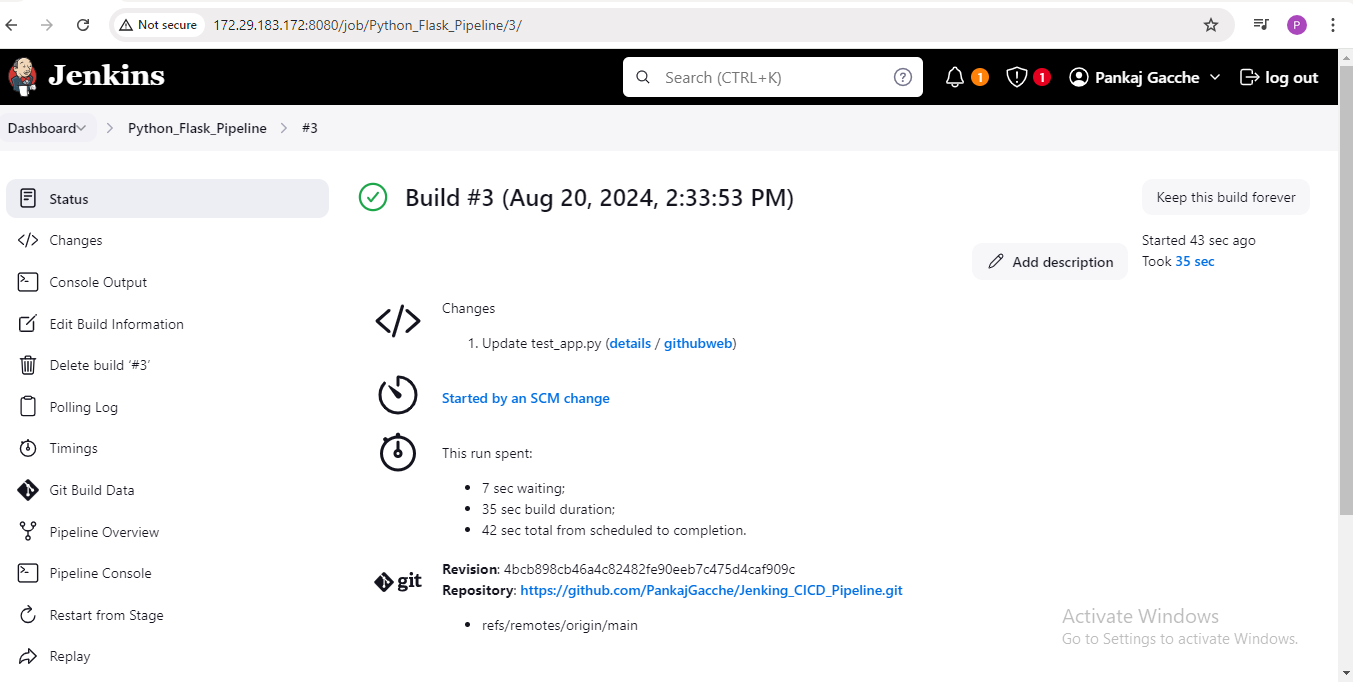 Not secure 172.29.183.172:8080/job/Python_Flask_Pipeline/3/ P
Jenkins Search (CTRL+K) 1 1 Pankaj Gacche log out
Dashboard Python_Flask_Pipeline #3
Status
Changes
Console Output
Edit Build Information
Delete build ‘#3’
Polling Log
Timings
Git Build Data
Pipeline Overview
Pipeline Console
Restart from Stage
Replay
Build #3 (Aug 20, 2024, 2:33:53 PM)
Keep this build forever
Add description
Started 43 sec ago
Took 35 sec
Changes
1. Update test_app.py (details / githubweb)
Started by an SCM change
This run spent:
7 sec waiting;
35 sec build duration;
42 sec total from scheduled to completion.
git
Revision: 4bcb898cb46a4c82482fe90eeb7c475d4caf909c
Repository: https://github.com/PankajGacche/Jenking_CICD_Pipeline.git
refs/remotes/origin/main
Activate Windows
Go to Settings to activate Windows.